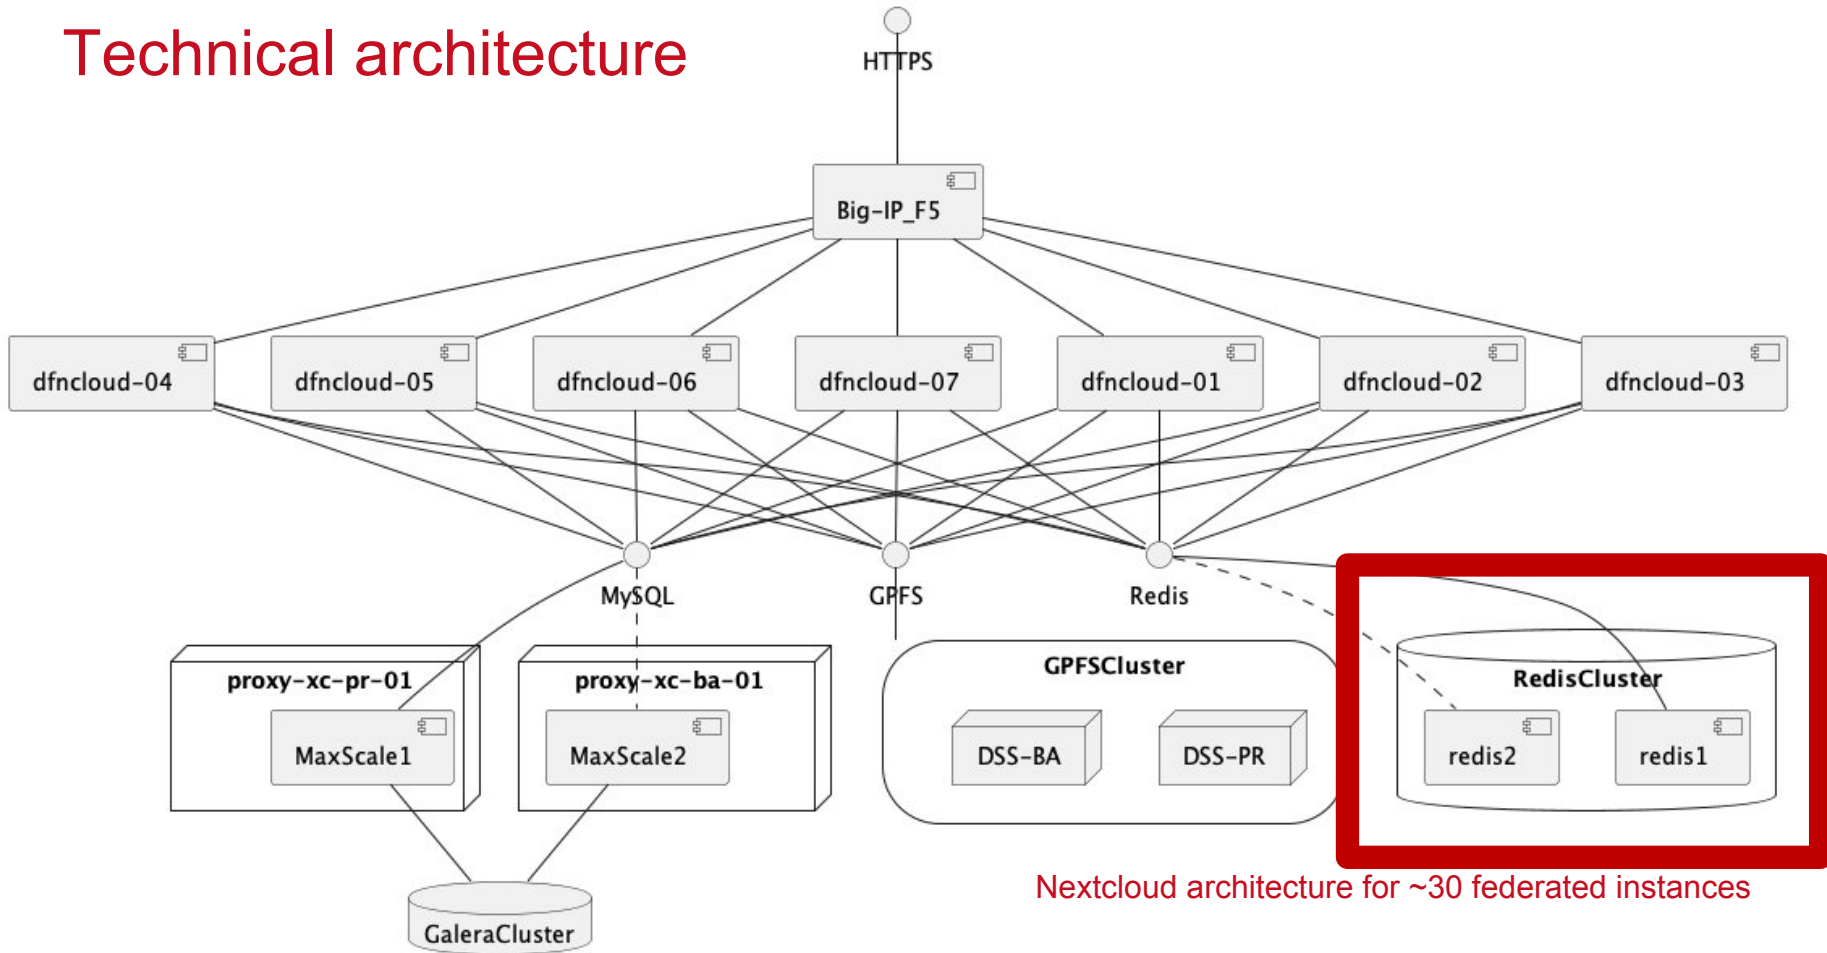 Technical architecture
HTTPS
Big-IP_F5
dfncloud-04
dfncloud-05
dfncloud-06
dfncloud-07
dfncloud-01
dfncloud-02
dfncloud-03
MySQL
GPFS
Redis
proxy-xc-pr-01
proxy-xc-ba-01
GPFSCluster
RedisCluster
MaxScale1
MaxScale2
DSS-BA
DSS-PR
redis2
redis1
Nextcloud architecture for ~30 federated instances
GaleraCluster